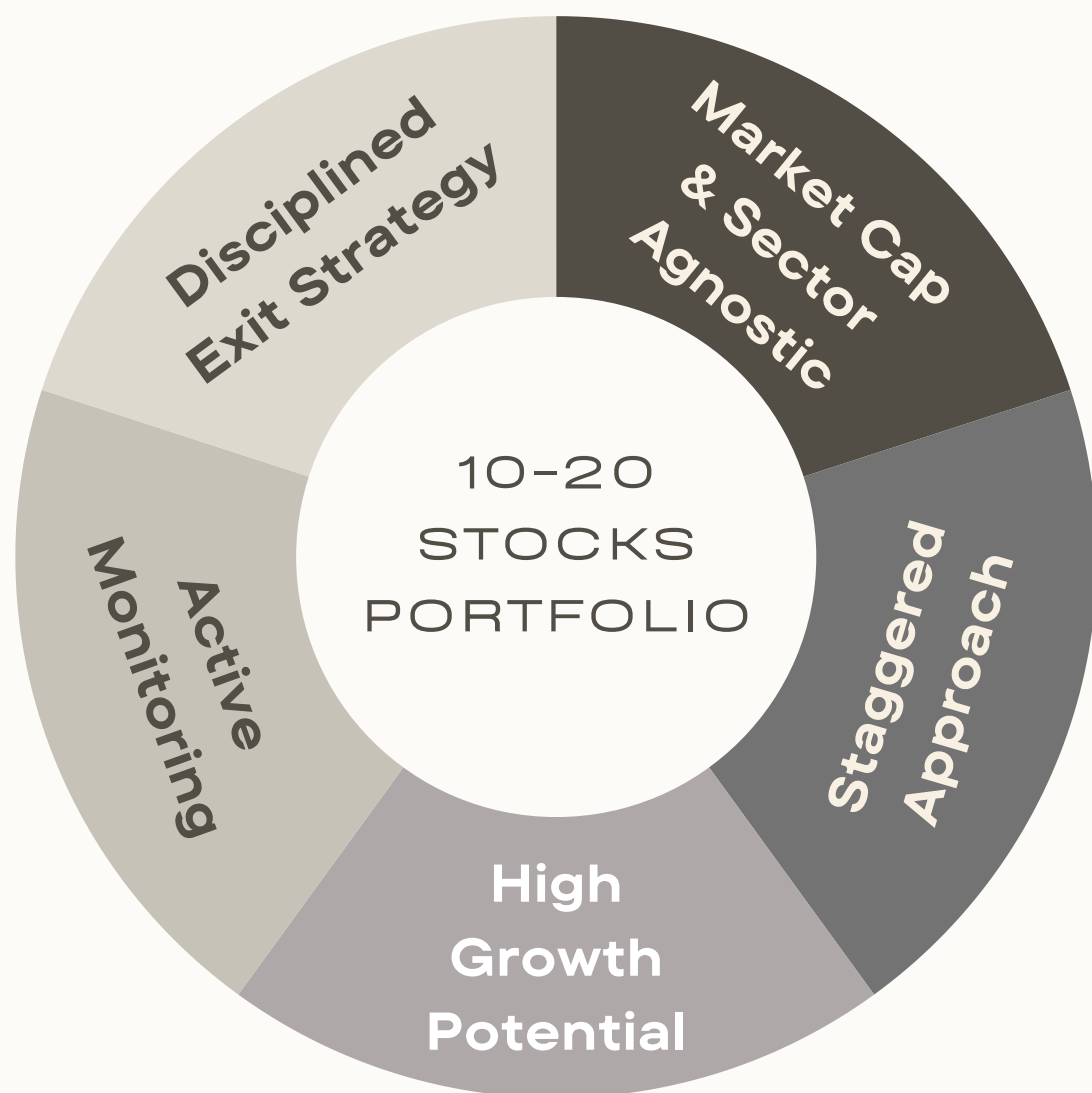 Market Cap
& Sector
Agnostic
Staggered
Approach
High
Growth
Potential
Active
Monitoring
Disciplined
Exit Strategy
10-20
STOCKS
PORTFOLIO